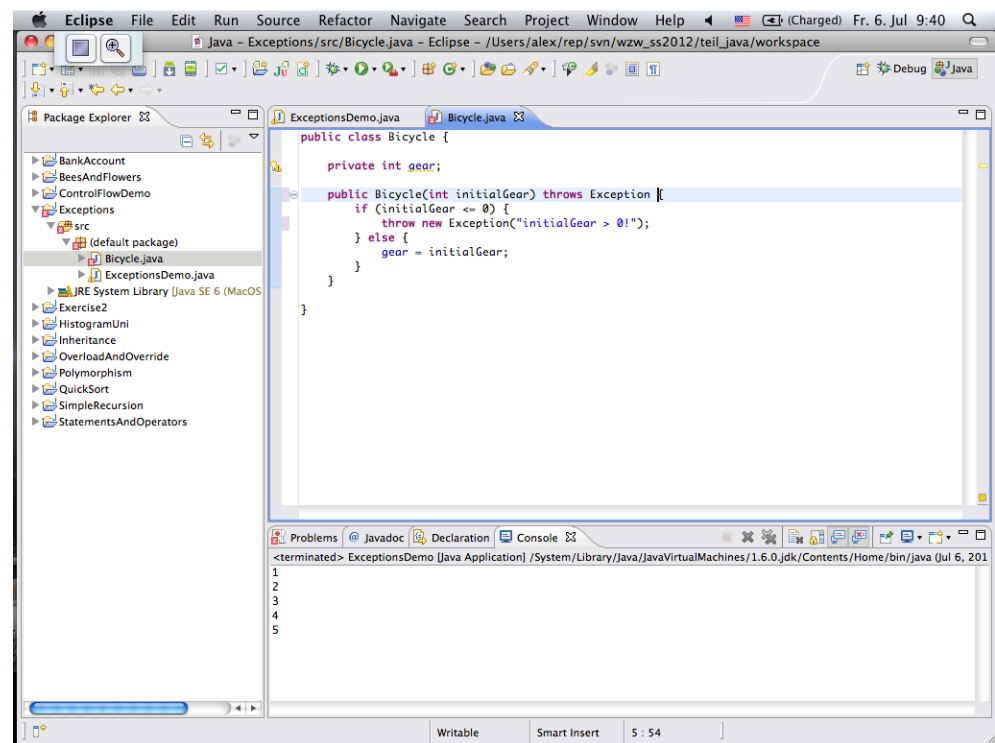 Eclipse File Edit Run Source Refactor Navigate Search Project Window Help (Charged) Fr. 6. Jul 9:40
Java – Exceptions/src/Bicycle.java – Eclipse – /Users/alex/rep/svn/wzw_ss2012/teil_java/workspace
Debug Java
Package Explorer
BankAccount
BeesAndFlowers
ControlFlowDemo
Exceptions
src
(default package)
Bicycle.java
ExceptionsDemo.java
JRE System Library [Java SE 6 (MacOS
Exercise2
HistogramUni
Inheritance
OverloadAndOverride
Polymorphism
QuickSort
SimpleRecursion
StatementsAndOperators
ExceptionsDemo.java Bicycle.java
public class Bicycle {
private int gear;
public Bicycle(int initialGear) throws Exception {
if (initialGear <= 0) {
throw new Exception("initialGear > 0!");
} else {
gear = initialGear;
}
}
}
Problems Javadoc Declaration Console
<terminated> ExceptionsDemo [Java Application] /System/Library/Java/JavaVirtualMachines/1.6.0.jdk/Contents/Home/bin/java (Jul 6, 201
1
2
3
4
5
Writable Smart Insert 5 : 54